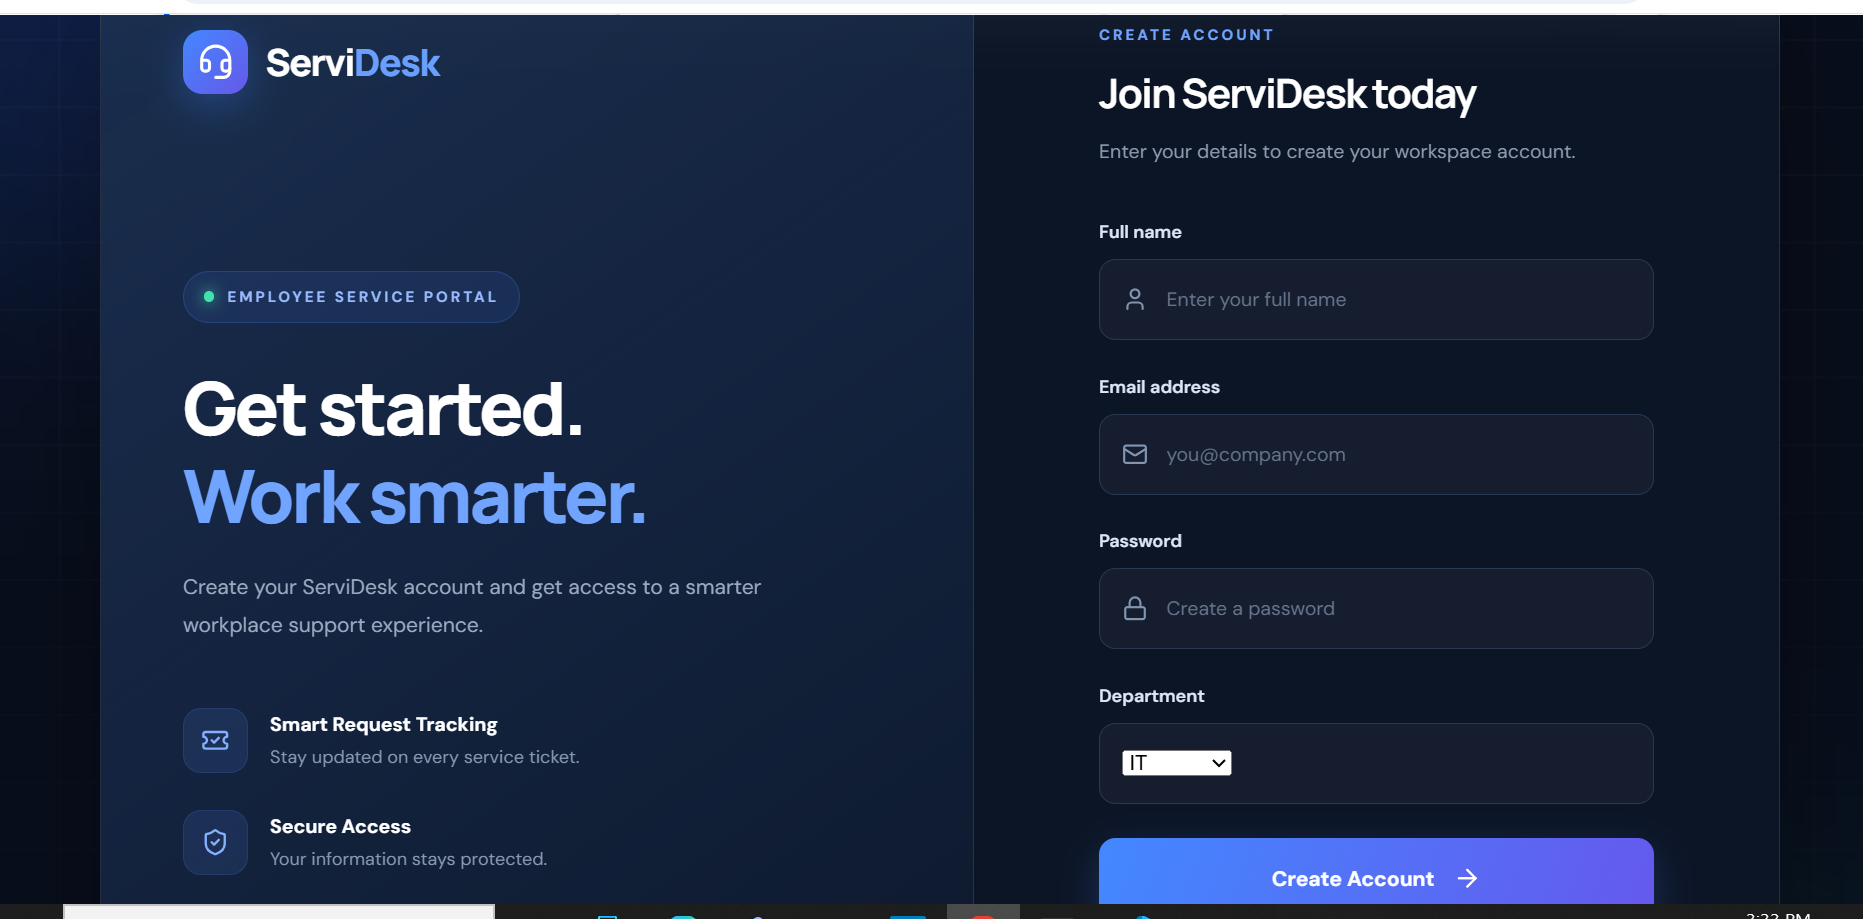 ServiDesk
EMPLOYEE SERVICE PORTAL
Get started.
Work smarter.
Create your ServiDesk account and get access to a smarter
workplace support experience.
Smart Request Tracking
Stay updated on every service ticket.
Secure Access
Your information stays protected.
CREATE ACCOUNT
Join ServiDesk today
Enter your details to create your workspace account.
Full name
Enter your full name
Email address
you@company.com
Password
Create a password
Department
IT
Create Account